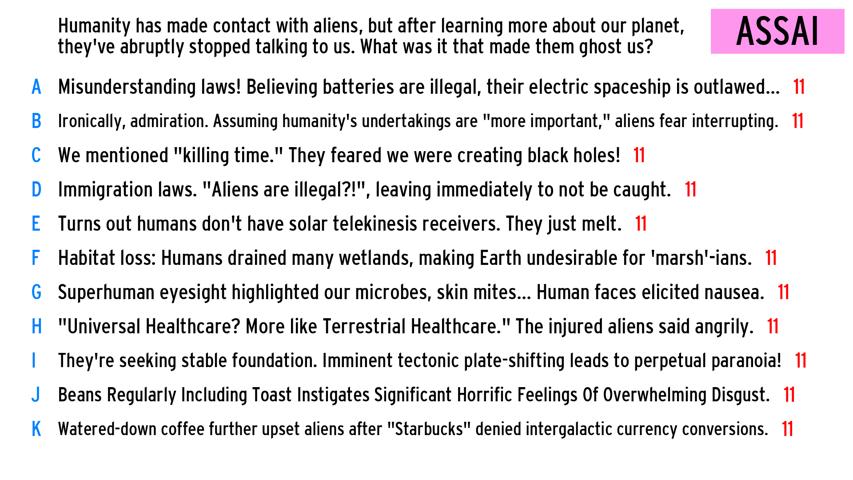 Humanity has made contact with aliens, but after learning more about our planet,
they've abruptly stopped talking to us. What was it that made them ghost us?
ASSAI
A Misunderstanding laws! Believing batteries are illegal, their electric spaceship is outlawed... 11
B Ironically, admiration. Assuming humanity's undertakings are "more important," aliens fear interrupting. 11
C We mentioned "killing time." They feared we were creating black holes! 11
D Immigration laws. "Aliens are illegal?!", leaving immediately to not be caught. 11
E Turns out humans don't have solar telekinesis receivers. They just melt. 11
F Habitat loss: Humans drained many wetlands, making Earth undesirable for 'marsh'-ians. 11
G Superhuman eyesight highlighted our microbes, skin mites... Human faces elicited nausea. 11
H "Universal Healthcare? More like Terrestrial Healthcare." The injured aliens said angrily. 11
I They're seeking stable foundation. Imminent tectonic plate-shifting leads to perpetual paranoia! 11
J Beans Regularly Including Toast Instigates Significant Horrific Feelings Of Overwhelming Disgust. 11
K Watered-down coffee further upset aliens after "Starbucks" denied intergalactic currency conversions. 11